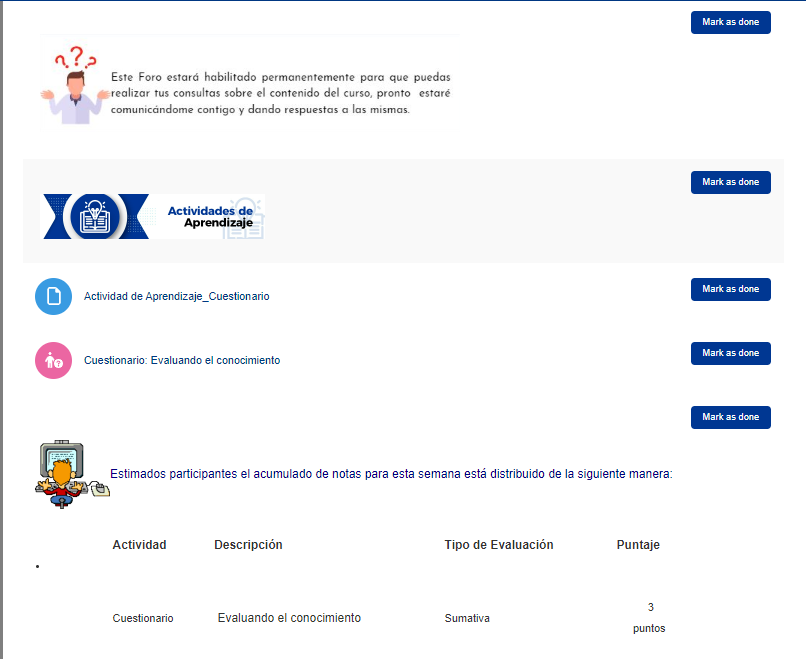 Mark as done
Este Foro estará habilitado permanentemente para que puedas
realizar tus consultas sobre el contenido del curso, pronto estaré
comunicándome contigo y dando respuestas a las mismas.
Mark as done
Actividades de
Aprendizaje
Mark as done
Actividad de Aprendizaje_Cuestionario
Mark as done
Cuestionario: Evaluando el conocimiento
Mark as done
Estimados participantes el acumulado de notas para esta semana está distribuido de la siguiente manera:
Actividad Descripción Tipo de Evaluación Puntaje
Cuestionario Evaluando el conocimiento Sumativa 3
puntos